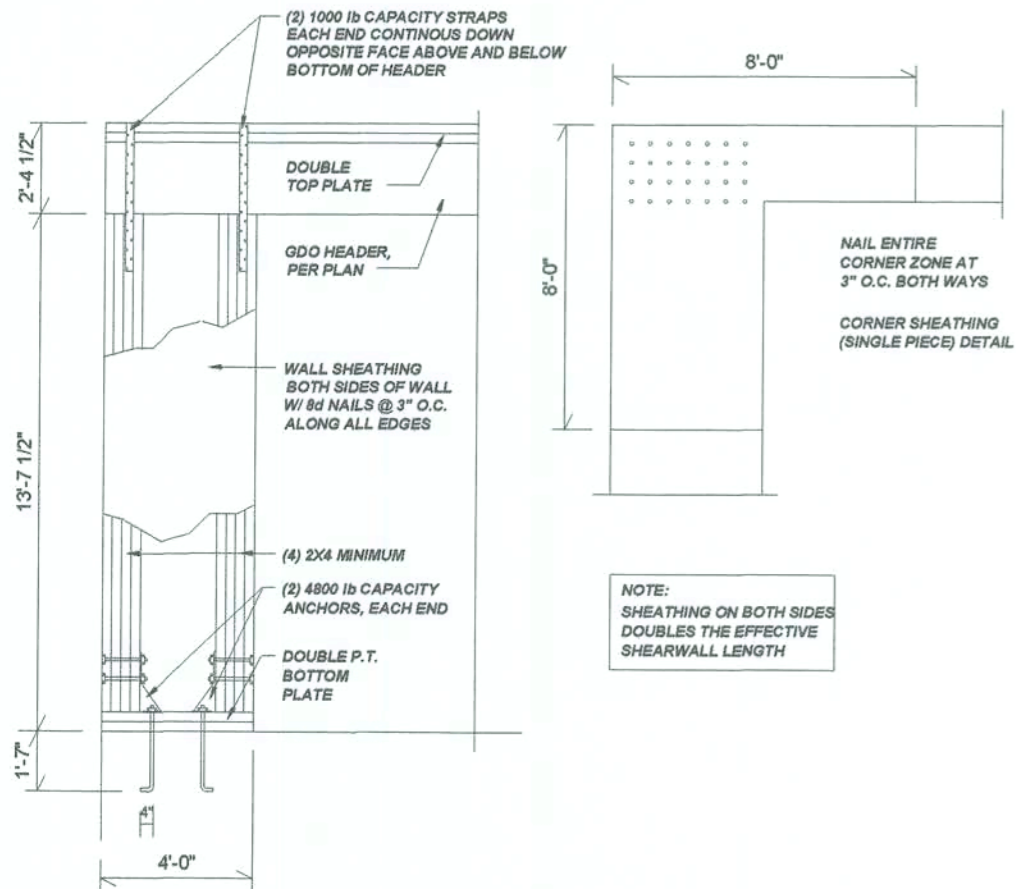 (2) 1000 lb CAPACITY STRAPS
EACH END CONTINOUS DOWN
OPPOSITE FACE ABOVE AND BELOW
BOTTOM OF HEADER
2'-4 1/2"
DOUBLE
TOP PLATE
GDO HEADER,
PER PLAN
WALL SHEATHING
BOTH SIDES OF WALL
W/ 8d NAILS @ 3" O.C.
ALONG ALL EDGES
13'-7 1/2"
(4) 2X4 MINIMUM
(2) 4800 lb CAPACITY
ANCHORS, EACH END
DOUBLE P.T.
BOTTOM
PLATE
1'-7"
4"
4'-0"
8'-0"
8'-0"
NAIL ENTIRE
CORNER ZONE AT
3" O.C. BOTH WAYS
CORNER SHEATHING
(SINGLE PIECE) DETAIL
NOTE:
SHEATHING ON BOTH SIDES
DOUBLES THE EFFECTIVE
SHEARWALL LENGTH